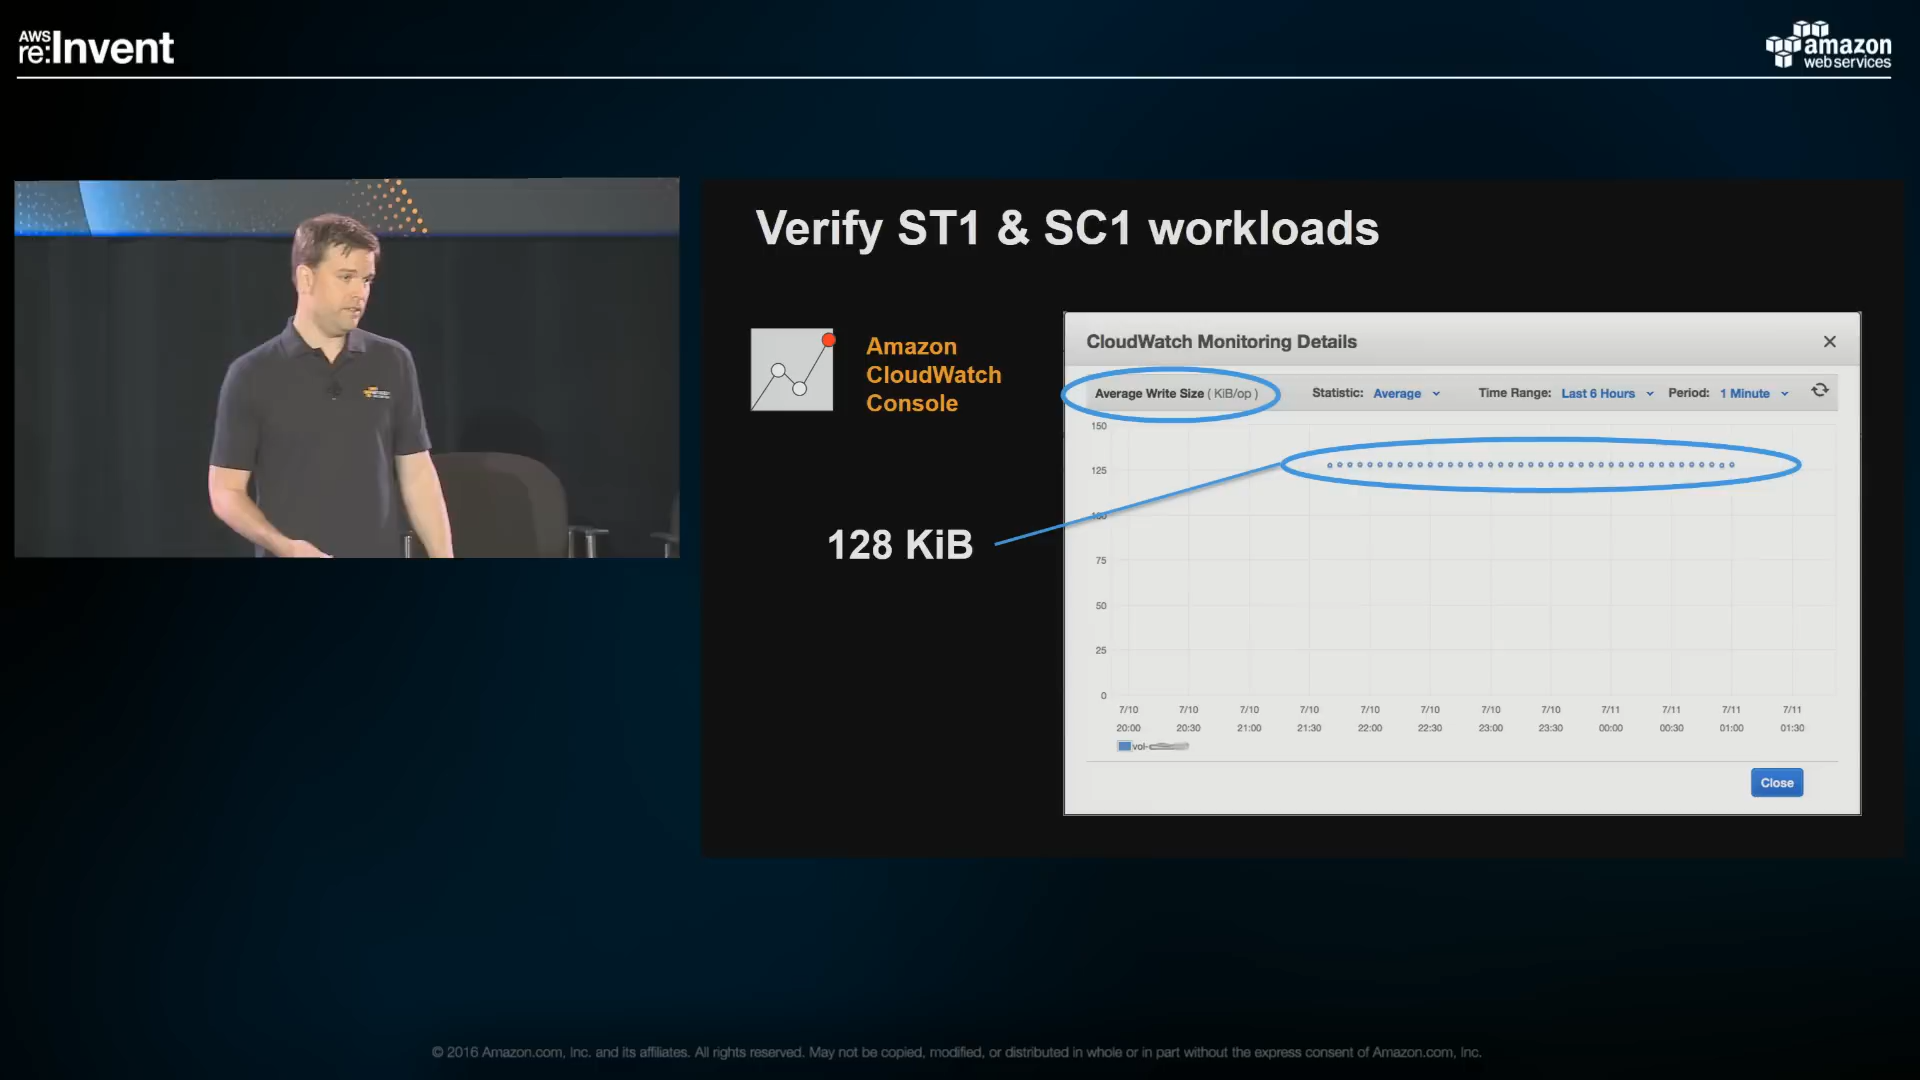 AWS
re:Invent
amazon
web services
Verify ST1 & SC1 workloads
Amazon
CloudWatch
Console
128 KiB
CloudWatch Monitoring Details
Average Write Size ( KiB/op )
Statistic: Average
Time Range: Last 6 Hours
Period: 1 Minute
150
125
100
75
50
25
0
7/10 7/10 7/10 7/10 7/10 7/10 7/10 7/10 7/11 7/11 7/11 7/11
20:00 20:30 21:00 21:30 22:00 22:30 23:00 23:30 00:00 00:30 01:00 01:30
vol-
Close
© 2016 Amazon.com, Inc. and its affiliates. All rights reserved. May not be copied, modified, or distributed in whole or in part without the express consent of Amazon.com, Inc.